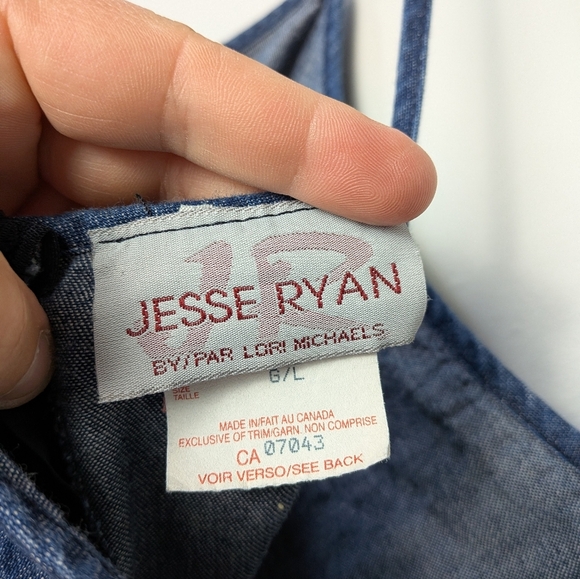 JR
JESSE RYAN
BY/PAR LORI MICHAELS
SIZE
TAILLE
G/L
MADE IN/FAIT AU CANADA
EXCLUSIVE OF TRIM/GARN. NON COMPRISE
CA 07043
VOIR VERSO/SEE BACK